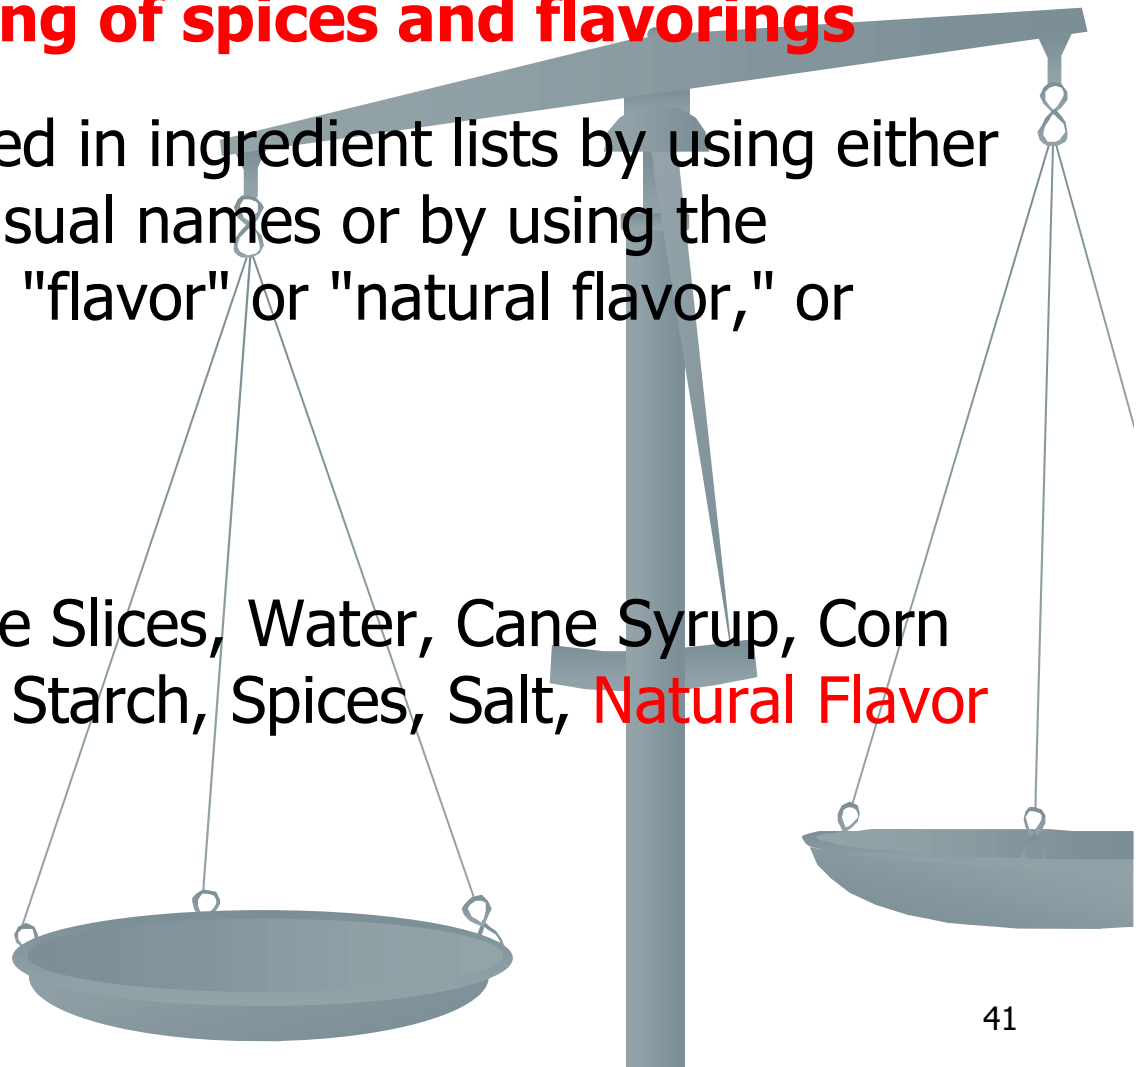 ng of spices and flavorings
ed in ingredient lists by using either
sual names or by using the
"flavor" or "natural flavor," or
e Slices, Water, Cane Syrup, Corn
Starch, Spices, Salt, Natural Flavor
41